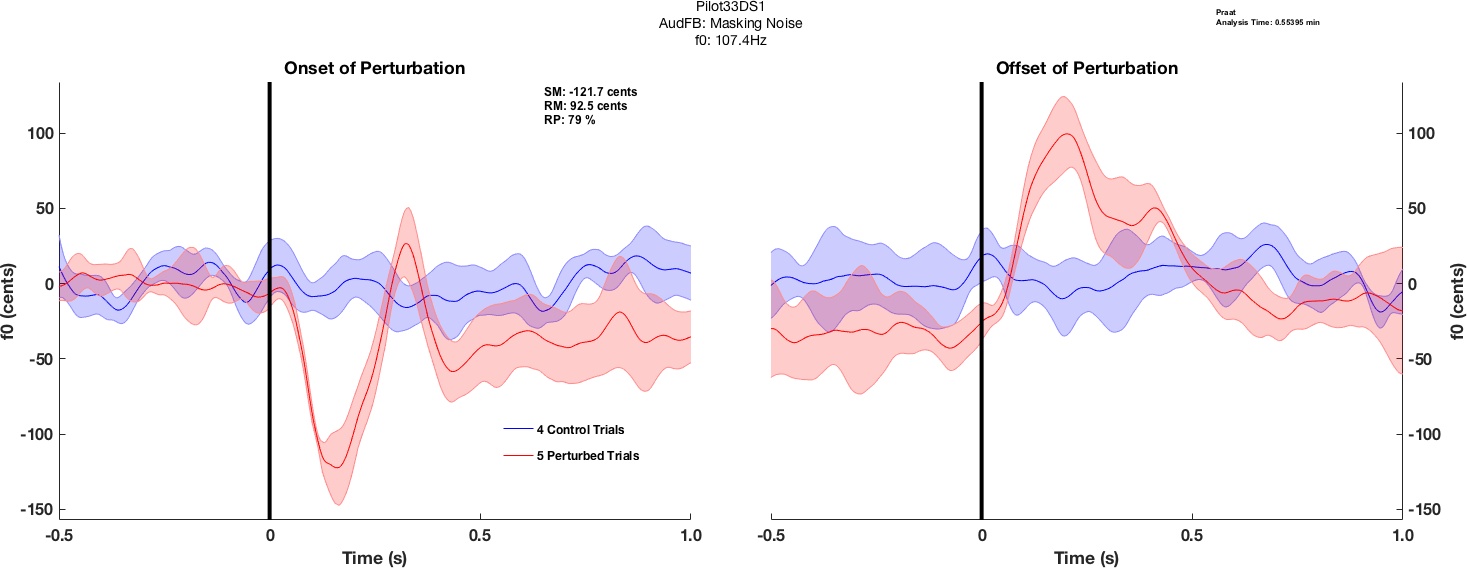 Pilot33DS1
AudFB: Masking Noise
f0: 107.4Hz
Praat
Analysis Time: 0.55395 min
Onset of Perturbation
SM: -121.7 cents
RM: 92.5 cents
RP: 79 %
f0 (cents)
100
50
0
-50
-100
-150
-0.5
0
0.5
1.0
Time (s)
4 Control Trials
5 Perturbed Trials
Offset of Perturbation
100
50
0
-50
-100
-150
f0 (cents)
-0.5
0
0.5
1.0
Time (s)